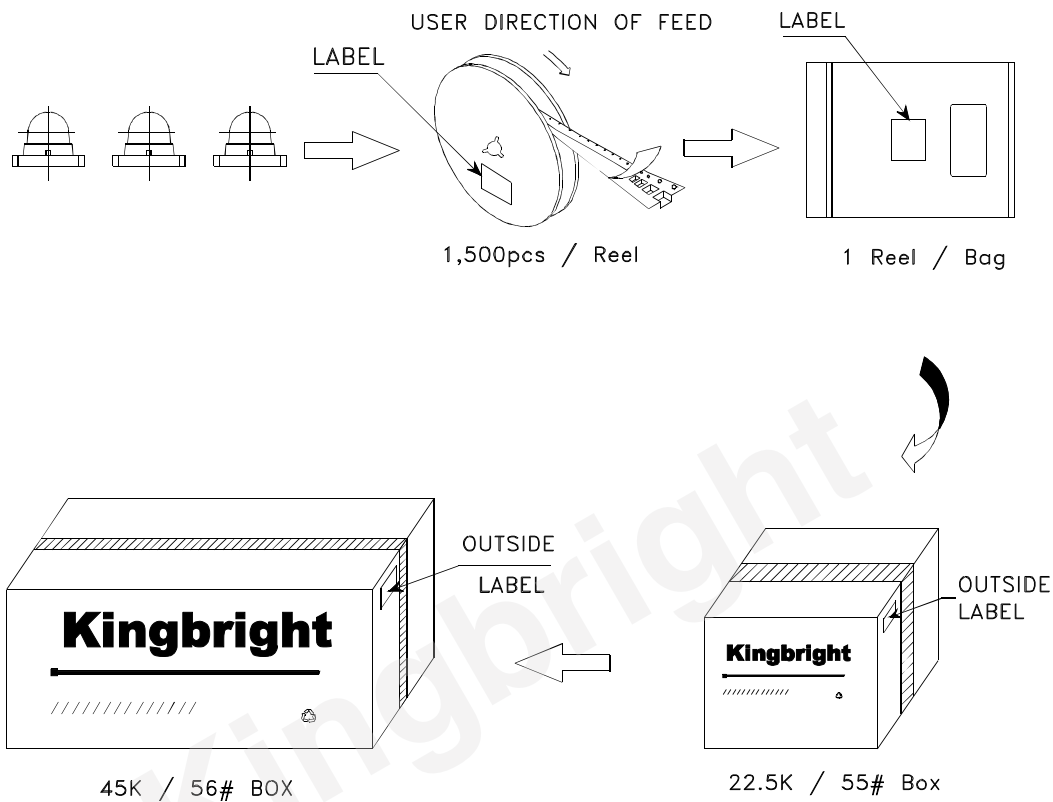 USER DIRECTION OF FEED
LABEL
LABEL
1,500pcs / Reel
1 Reel / Bag
OUTSIDE
LABEL
Kingbright
45K / 56# BOX
OUTSIDE
LABEL
Kingbright
22.5K / 55# Box
Kingbright